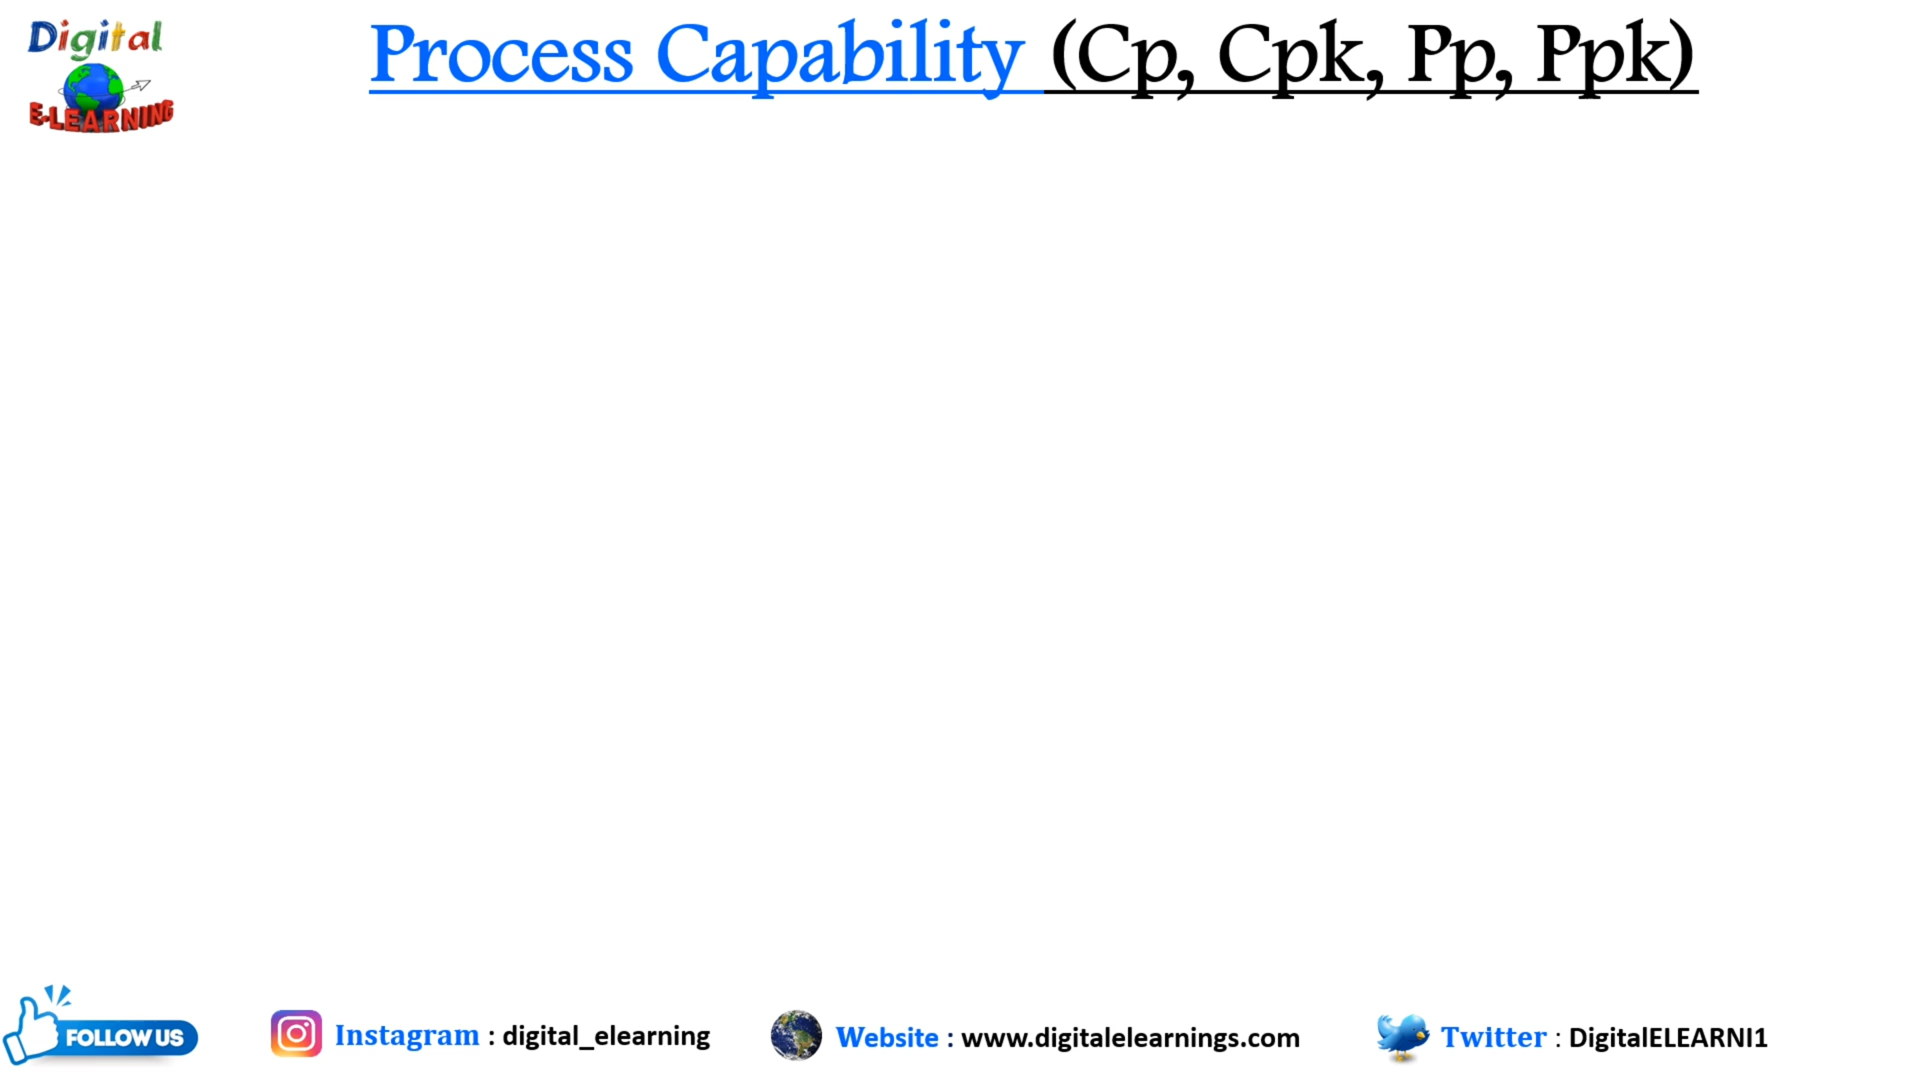 Digital
E-LEARNING
Process Capability (Cp, Cpk, Pp, Ppk)
FOLLOW US
Instagram : digital_elearning
Website : www.digitalelearnings.com
Twitter : DigitalELEARNI1